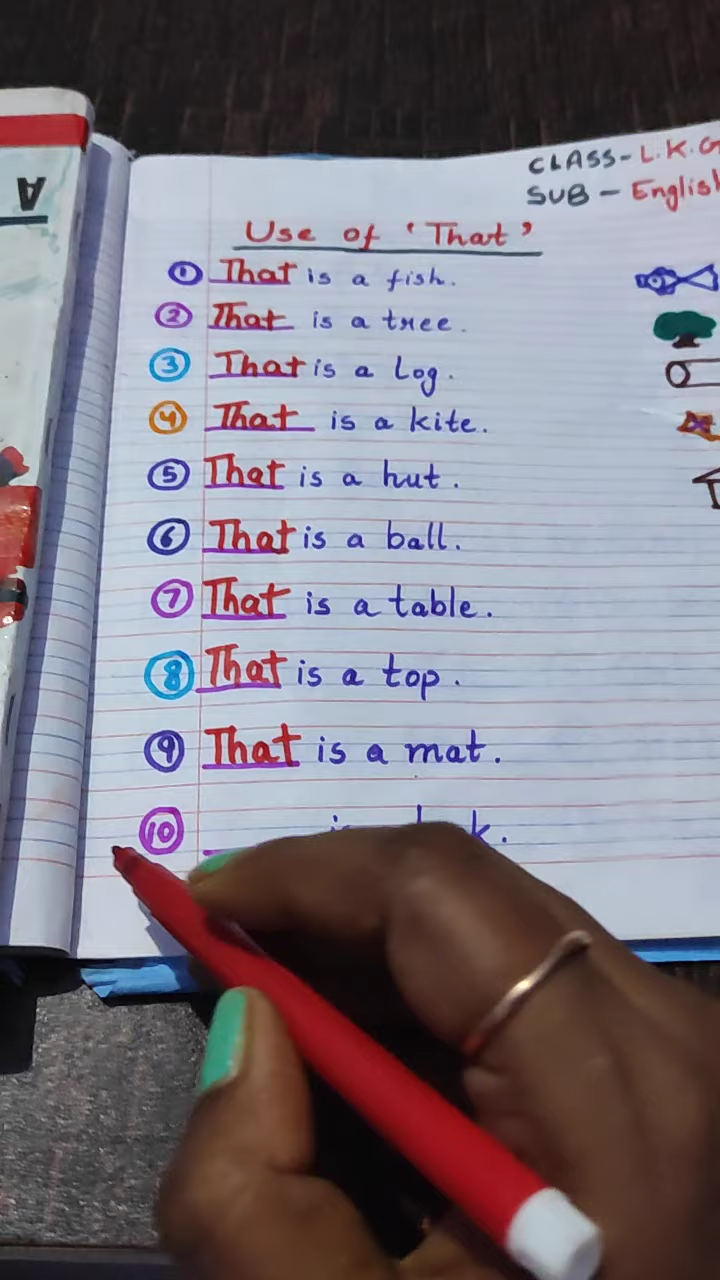 A
CLASS- L.K.G
SUB - English
Use of 'That'
① That is a fish.
② That is a tree.
③ That is a Log.
④ That is a kite.
⑤ That is a hut.
⑥ That is a ball.
⑦ That is a table.
⑧ That is a top.
⑨ That is a mat.
⑩ is